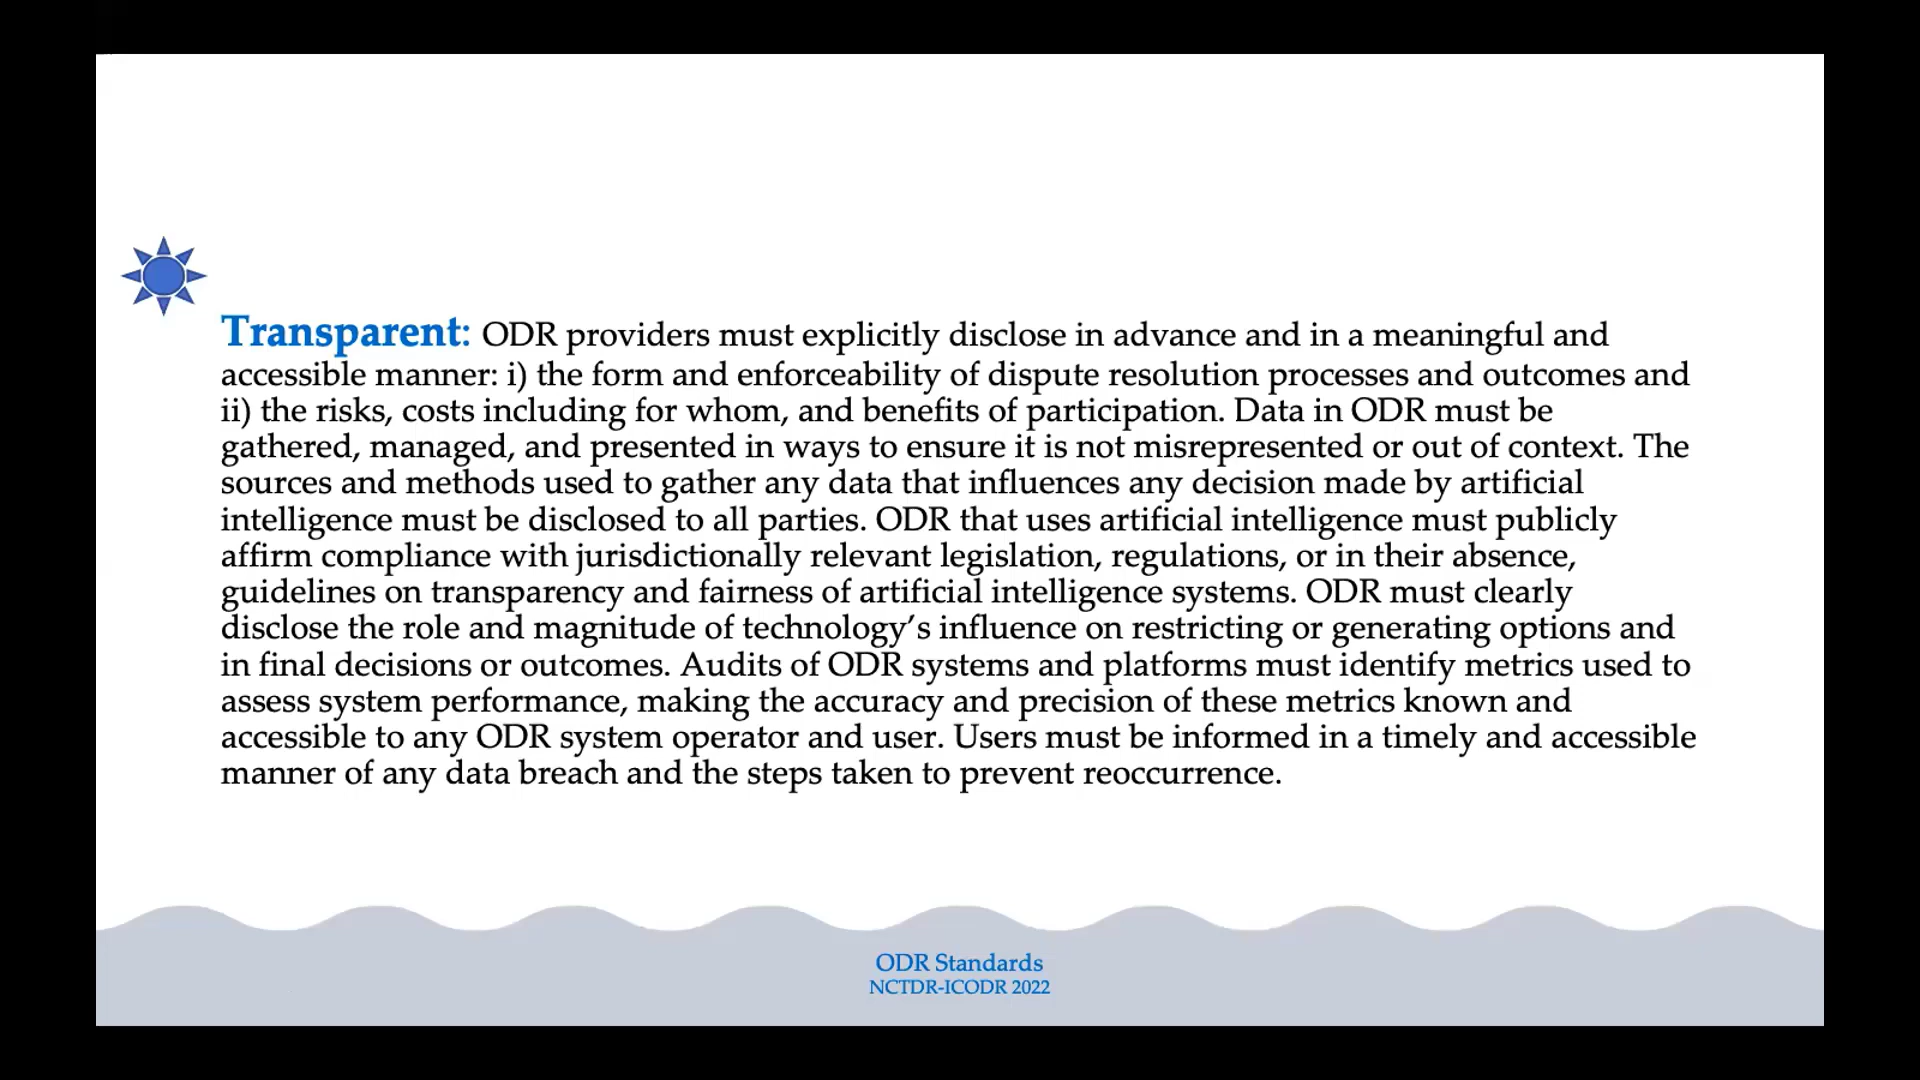 Transparent: ODR providers must explicitly disclose in advance and in a meaningful and
accessible manner: i) the form and enforceability of dispute resolution processes and outcomes and
ii) the risks, costs including for whom, and benefits of participation. Data in ODR must be
gathered, managed, and presented in ways to ensure it is not misrepresented or out of context. The
sources and methods used to gather any data that influences any decision made by artificial
intelligence must be disclosed to all parties. ODR that uses artificial intelligence must publicly
affirm compliance with jurisdictionally relevant legislation, regulations, or in their absence,
guidelines on transparency and fairness of artificial intelligence systems. ODR must clearly
disclose the role and magnitude of technology’s influence on restricting or generating options and
in final decisions or outcomes. Audits of ODR systems and platforms must identify metrics used to
assess system performance, making the accuracy and precision of these metrics known and
accessible to any ODR system operator and user. Users must be informed in a timely and accessible
manner of any data breach and the steps taken to prevent reoccurrence.
ODR Standards
NCTDR-ICODR 2022